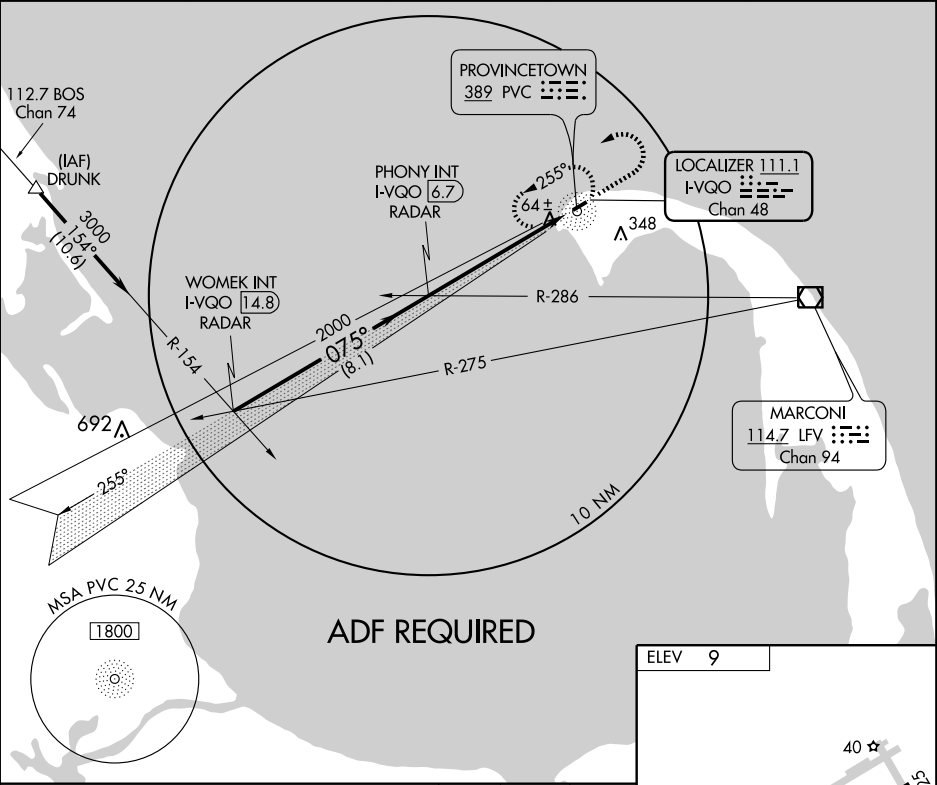 112.7 BOS
Chan 74
(IAF)
DRUNK
3000
154°
(10.6)
R-154
PROVINCETOWN
389 PVC
PHONY INT
I-VQO 6.7
RADAR
255°
64 ±
348
LOCALIZER 111.1
I-VQO
Chan 48
WOMEK INT
I-VQO 14.8
RADAR
2000
075°
(8.1)
R-286
R-275
692
255°
MARCONI
114.7 LFV
Chan 94
10 NM
MSA PVC 25 NM
1800
ADF REQUIRED
ELEV 9
40